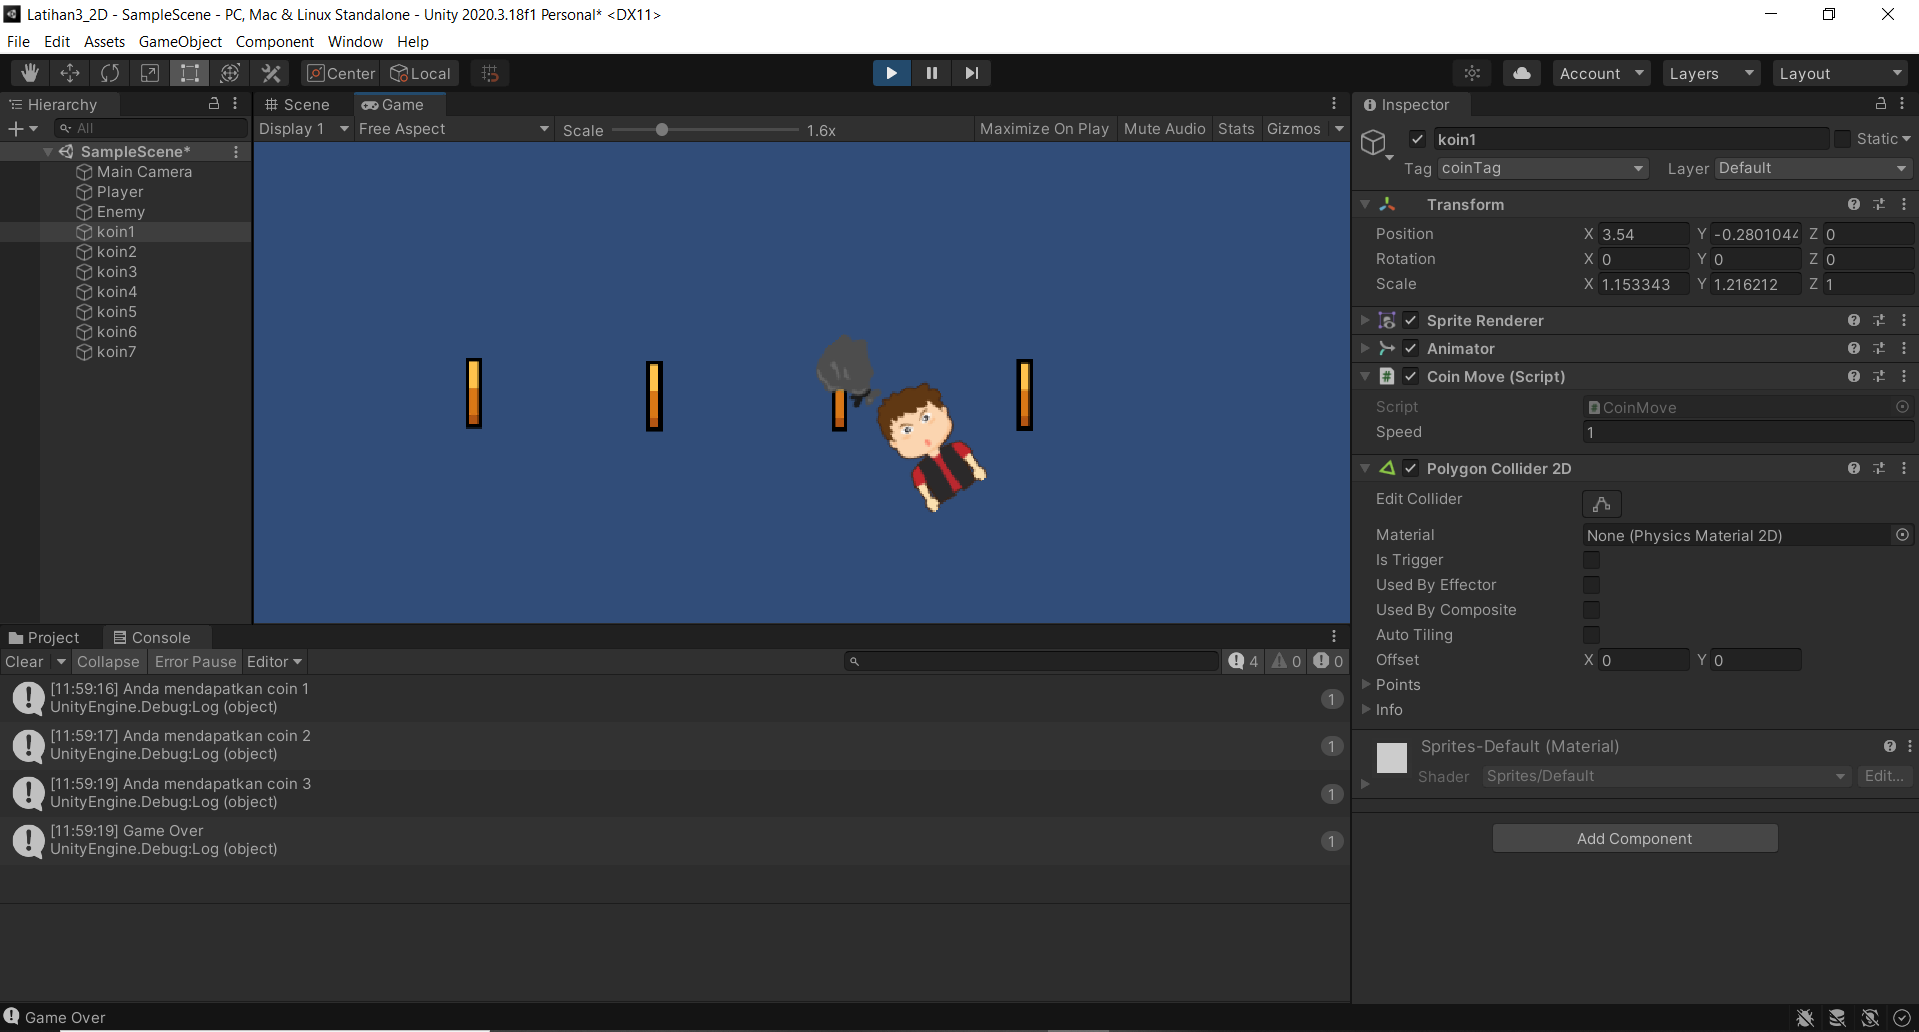 Latihan3_2D - SampleScene - PC, Mac & Linux Standalone - Unity 2020.3.18f1 Personal* <DX11>
File Edit Assets GameObject Component Window Help
Center Local Account Layers Layout
Hierarchy
All
SampleScene*
Main Camera
Player
Enemy
koin1
koin2
koin3
koin4
koin5
koin6
koin7
Scene Game
Display 1 Free Aspect Scale 1.6x Maximize On Play Mute Audio Stats Gizmos
Project Console
Clear Collapse Error Pause Editor 4 0 0
[11:59:16] Anda mendapatkan coin 1
UnityEngine.Debug:Log (object)
1
[11:59:17] Anda mendapatkan coin 2
UnityEngine.Debug:Log (object)
1
[11:59:19] Anda mendapatkan coin 3
UnityEngine.Debug:Log (object)
1
[11:59:19] Game Over
UnityEngine.Debug:Log (object)
1
Inspector
koin1 Static
Tag coinTag Layer Default
Transform
Position X 3.54 Y -0.2801044 Z 0
Rotation X 0 Y 0 Z 0
Scale X 1.153343 Y 1.216212 Z 1
Sprite Renderer
Animator
# Coin Move (Script)
Script # CoinMove
Speed 1
Polygon Collider 2D
Edit Collider
Material None (Physics Material 2D)
Is Trigger
Used By Effector
Used By Composite
Auto Tiling
Offset X 0 Y 0
Points
Info
Sprites-Default (Material)
Shader Sprites/Default Edit...
Add Component
Game Over